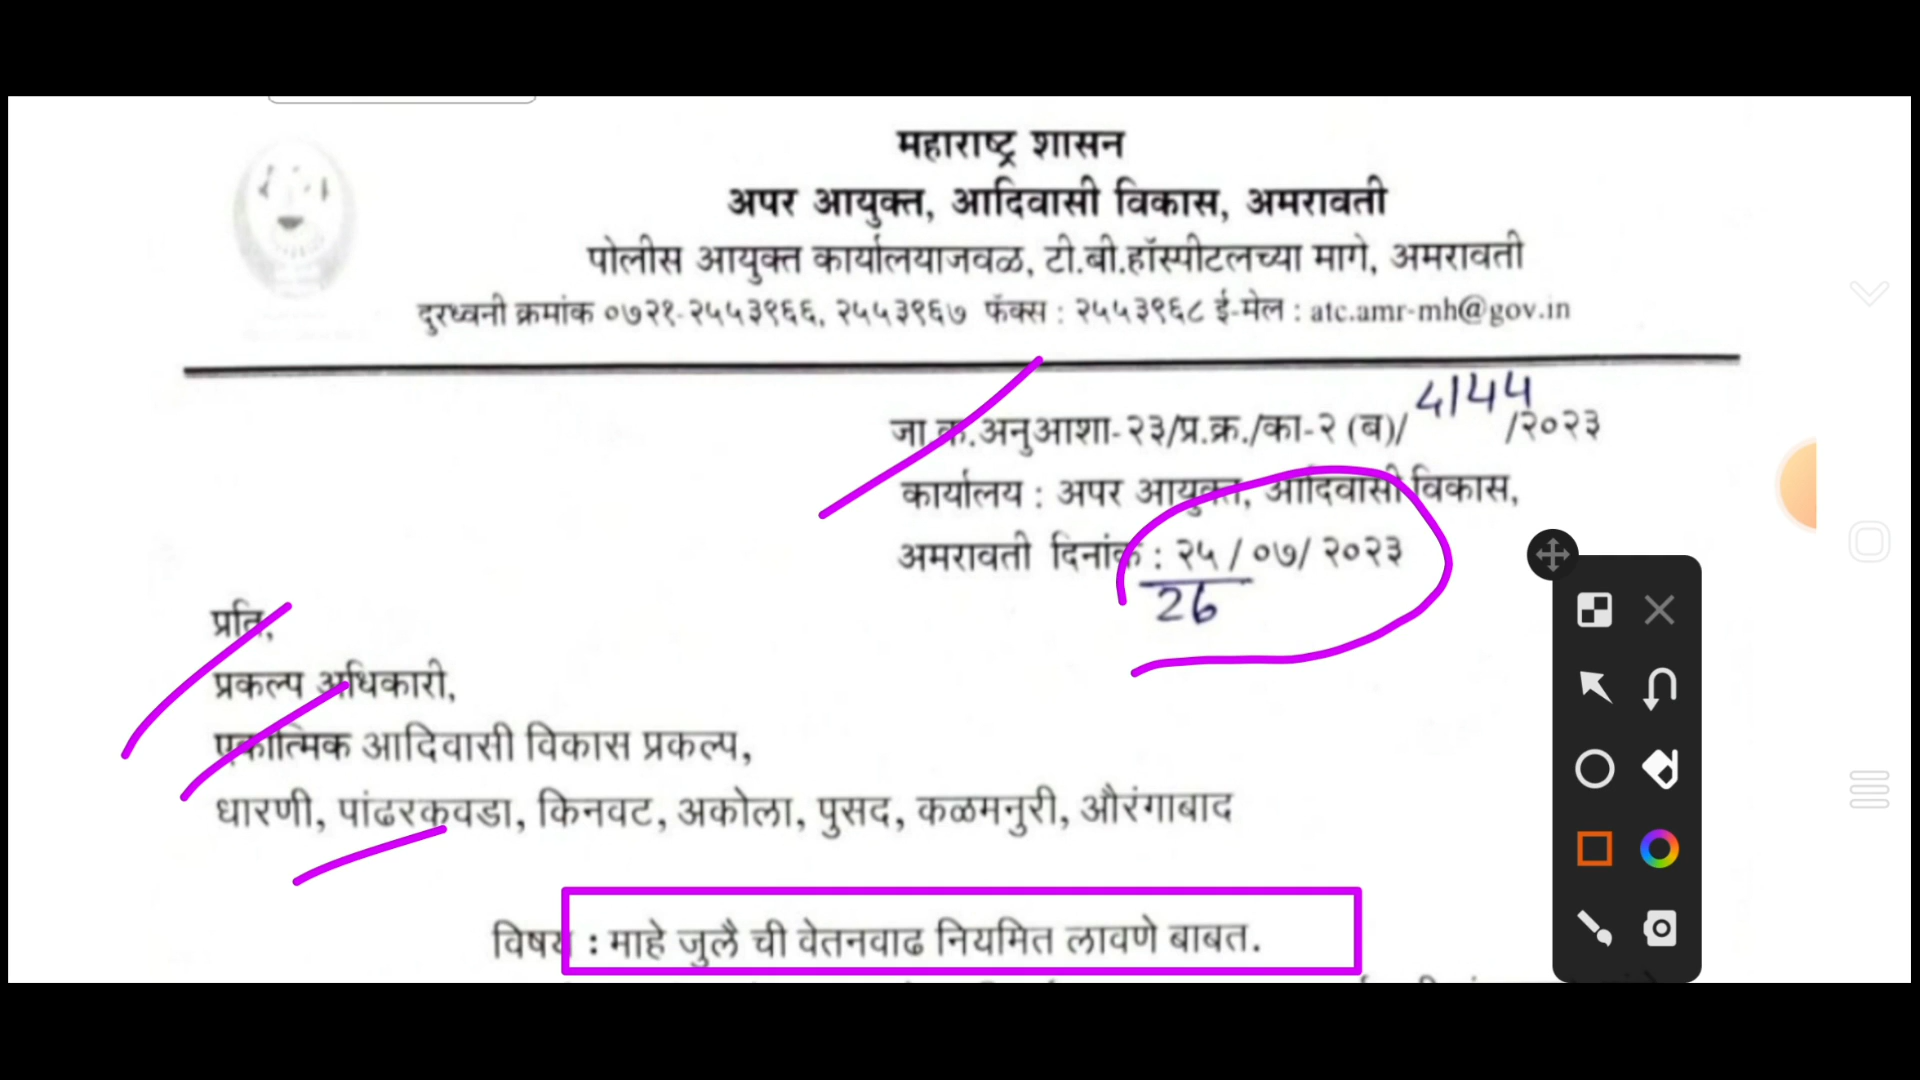 महाराष्ट्र शासन
अपर आयुक्त, आदिवासी विकास, अमरावती
पोलीस आयुक्त कार्यालयाजवळ, टी.बी.हॉस्पीटलच्या मागे, अमरावती
दुरध्वनी क्रमांक ०७२१-२५५३९६६, २५५३९६७ फॅक्स : २५५३९६८ ई-मेल : atc.amr-mh@gov.in
जा.क.अनुआशा-२३/प्र.क्र./का-२ (ब)/ /२०२३
कार्यालय : अपर आयुक्त, आदिवासी विकास,
अमरावती दिनांक : २५ / ०७/ २०२३
26
प्रति,
प्रकल्प अधिकारी,
एकात्मिक आदिवासी विकास प्रकल्प,
धारणी, पांढरकवडा, किनवट, अकोला, पुसद, कळमनुरी, औरंगाबाद
विषय : माहे जुलै ची वेतनवाढ नियमित लावणे बाबत.